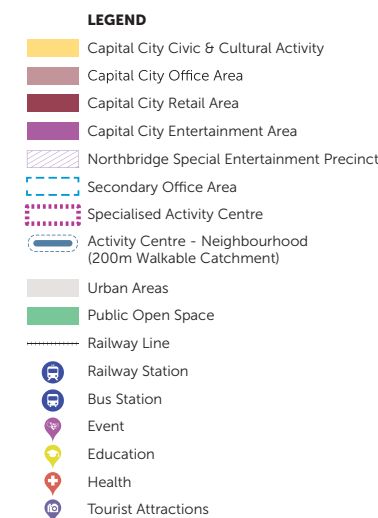 LEGEND
Capital City Civic & Cultural Activity
Capital City Office Area
Capital City Retail Area
Capital City Entertainment Area
Northbridge Special Entertainment Precinct
Secondary Office Area
Specialised Activity Centre
Activity Centre - Neighbourhood
(200m Walkable Catchment)
Urban Areas
Public Open Space
Railway Line
Railway Station
Bus Station
Event
Education
Health
Tourist Attractions